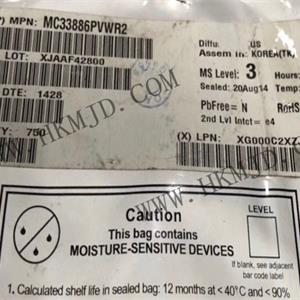 P) MPN: MC33886PVWR2
LOT: XJAAF42800
DTE: 1428
TY: 750
Diffu: US
Assem in: KOREA(TK,
MS Level: 3
Sealed: 20Aug14 Temp:
PbFree= N
2nd Lvl Intct= e4
(X) LPN: XG000C2XZJ
WWW.HKMJD.COM
WWW.HKMJD.COM
Caution
This bag contains
MOISTURE-SENSITIVE DEVICES
LEVEL
If blank, see adjacent
bar code label
1. Calculated shelf life in sealed bag: 12 months at < 40°C and < 90%